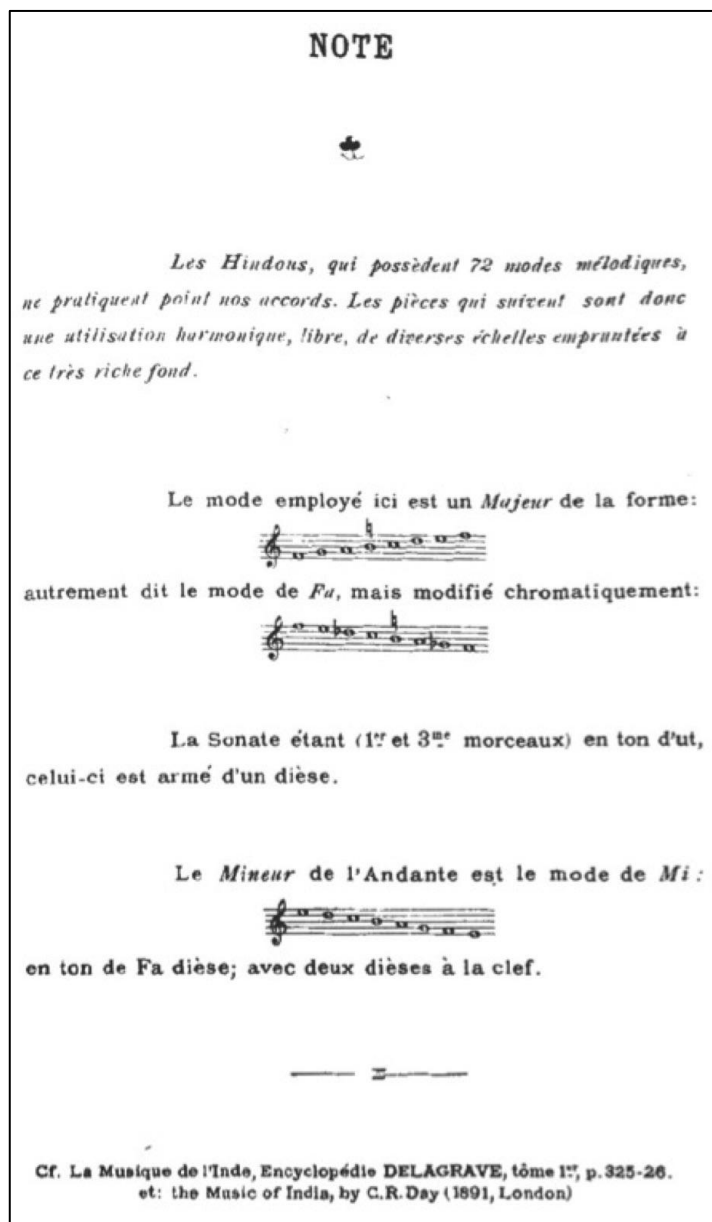 NOTE
Les Hindous, qui possèdent 72 modes mélodiques,
ne pratiquent point nos accords. Les pièces qui suivent sont donc
une utilisation harmonique, libre, de diverses échelles empruntées à
ce très riche fond.
Le mode employé ici est un Majeur de la forme:
autrement dit le mode de Fa, mais modifié chromatiquement:
La Sonate étant (1er et 3me morceaux) en ton d'ut,
celui-ci est armé d'un dièse.
Le Mineur de l'Andante est le mode de Mi:
en ton de Fa dièse; avec deux dièses à la clef.
Cf. La Musique de l'Inde, Encyclopédie DELAGRAVE, tôme 1er, p. 325-26.
et: the Music of India, by C.R. Day (1891, London)